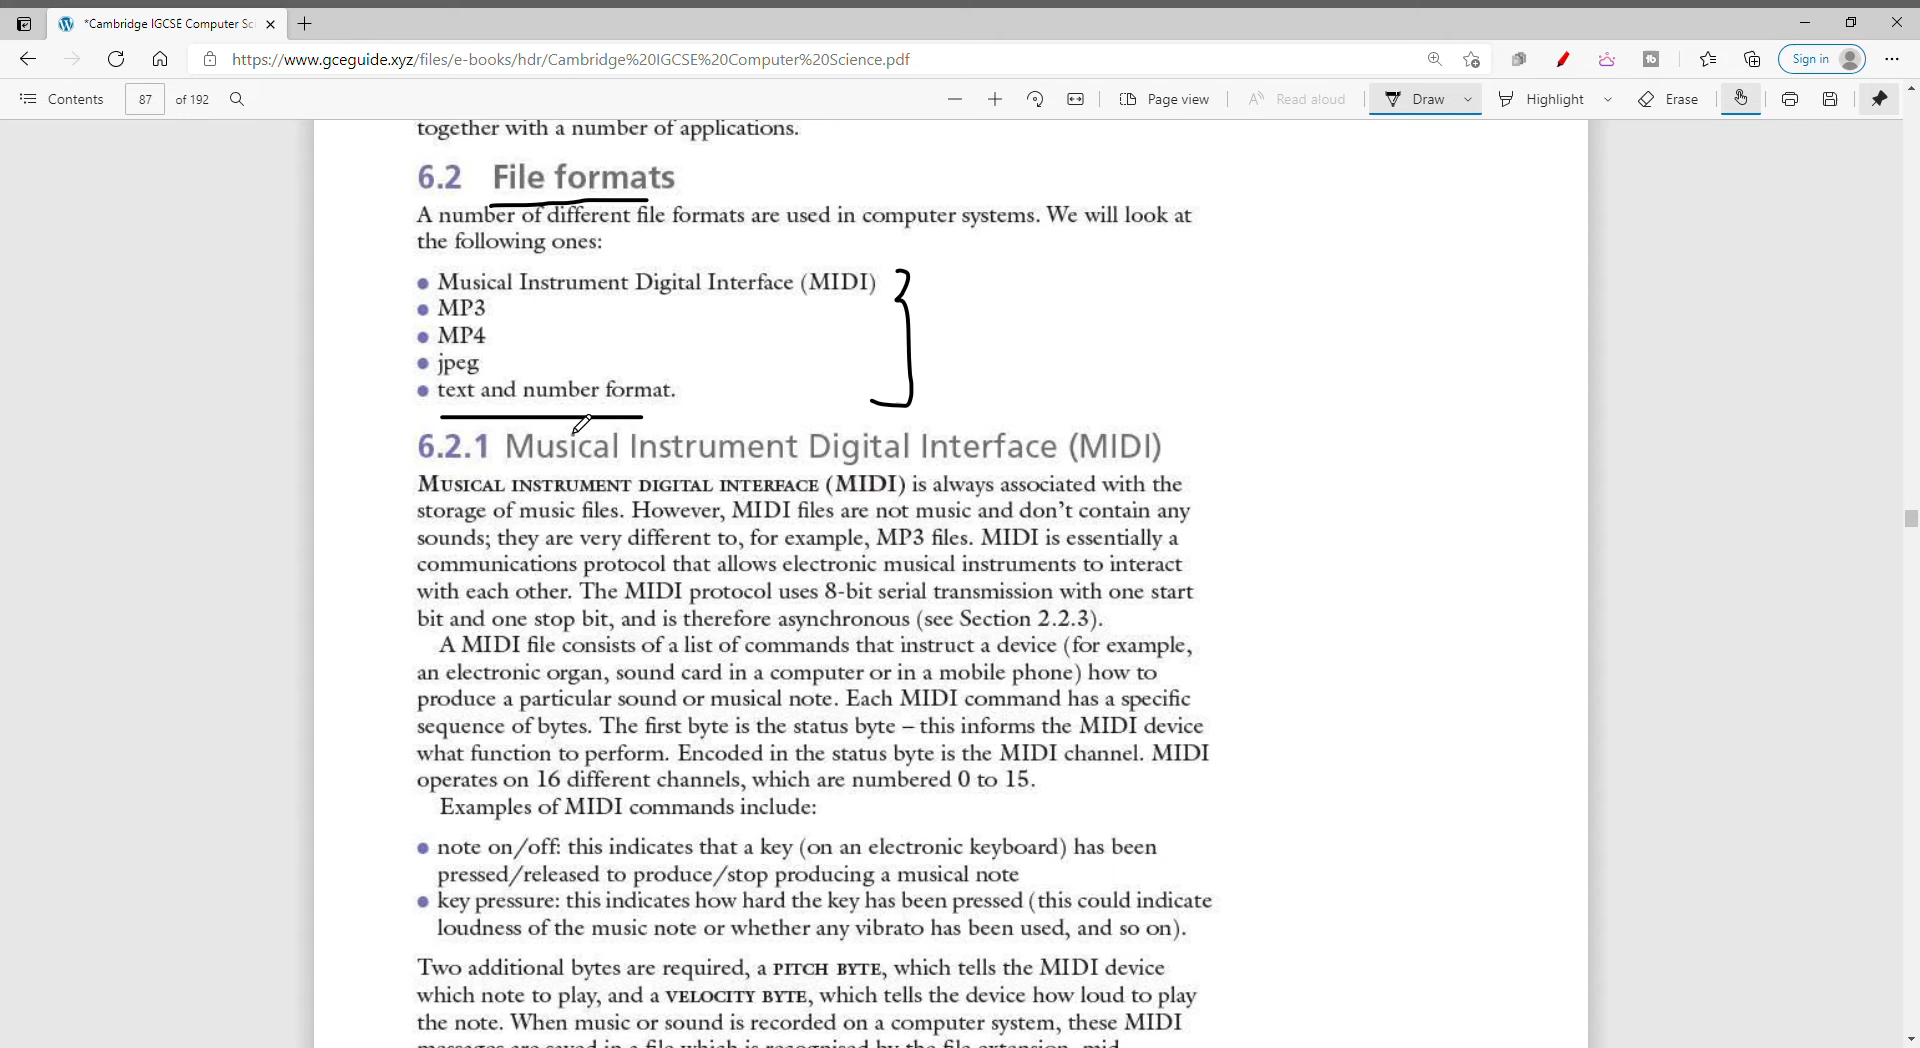 *Cambridge IGCSE Computer Sc
https://www.gceguide.xyz/files/e-books/hdr/Cambridge%20IGCSE%20Computer%20Science.pdf
Sign in
Contents
87 of 192
Page view
Read aloud
Draw
Highlight
Erase
together with a number of applications.
6.2 File formats
A number of different file formats are used in computer systems. We will look at
the following ones:
• Musical Instrument Digital Interface (MIDI)
• MP3
• MP4
• jpeg
• text and number format.
6.2.1 Musical Instrument Digital Interface (MIDI)
MUSICAL INSTRUMENT DIGITAL INTERFACE (MIDI) is always associated with the
storage of music files. However, MIDI files are not music and don't contain any
sounds; they are very different to, for example, MP3 files. MIDI is essentially a
communications protocol that allows electronic musical instruments to interact
with each other. The MIDI protocol uses 8-bit serial transmission with one start
bit and one stop bit, and is therefore asynchronous (see Section 2.2.3).
A MIDI file consists of a list of commands that instruct a device (for example,
an electronic organ, sound card in a computer or in a mobile phone) how to
produce a particular sound or musical note. Each MIDI command has a specific
sequence of bytes. The first byte is the status byte – this informs the MIDI device
what function to perform. Encoded in the status byte is the MIDI channel. MIDI
operates on 16 different channels, which are numbered 0 to 15.
Examples of MIDI commands include:
• note on/off: this indicates that a key (on an electronic keyboard) has been
pressed/released to produce/stop producing a musical note
• key pressure: this indicates how hard the key has been pressed (this could indicate
loudness of the music note or whether any vibrato has been used, and so on).
Two additional bytes are required, a PITCH BYTE, which tells the MIDI device
which note to play, and a VELOCITY BYTE, which tells the device how loud to play
the note. When music or sound is recorded on a computer system, these MIDI
messages are saved in a file which is recognised by the file extension .mid